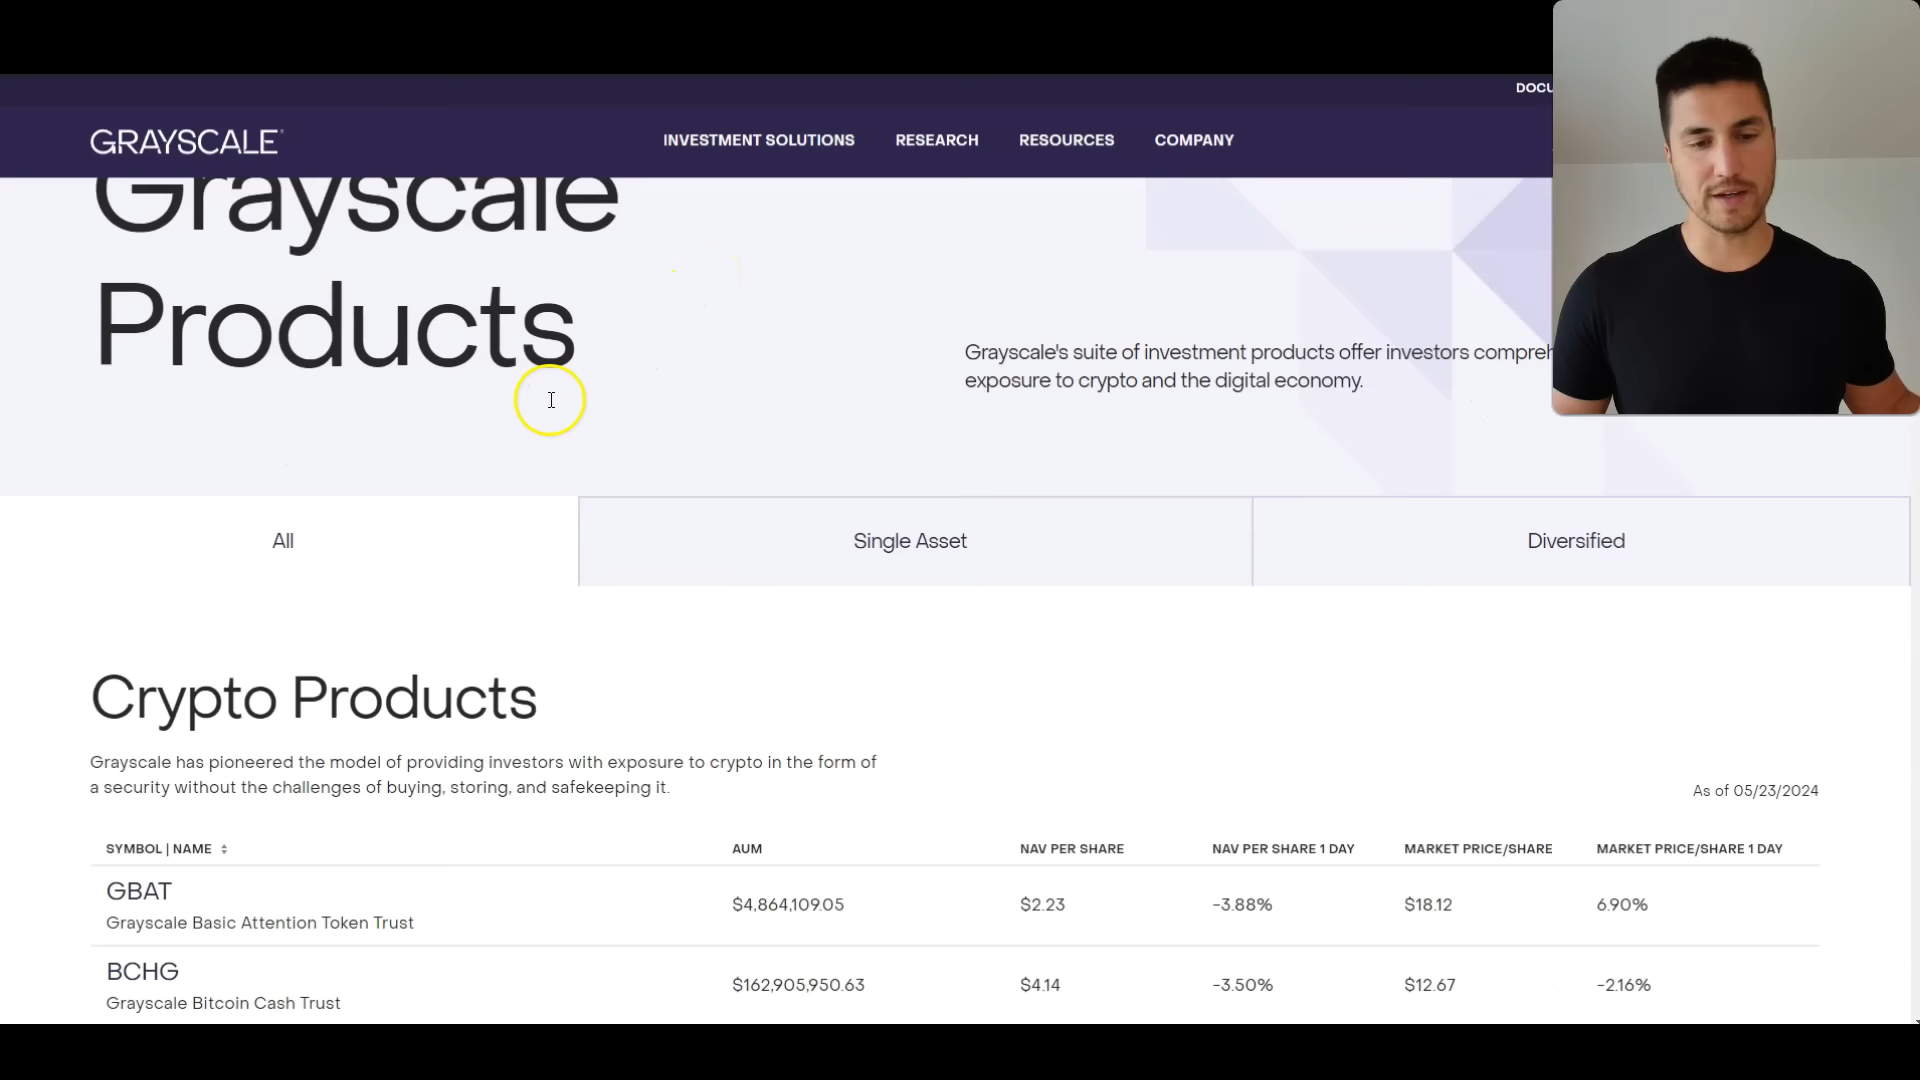 DOCU
GRAYSCALE
INVESTMENT SOLUTIONS RESEARCH RESOURCES COMPANY
Grayscale
Products
Grayscale's suite of investment products offer investors
exposure to crypto and the digital economy.
All Single Asset Diversified
Crypto Products
Grayscale has pioneered the model of providing investors with exposure to crypto in the form of
a security without the challenges of buying, storing, and safekeeping it.
As of 05/23/2024
SYMBOL | NAME AUM NAV PER SHARE NAV PER SHARE 1 DAY MARKET PRICE/SHARE MARKET PRICE/SHARE 1 DAY
GBAT
Grayscale Basic Attention Token Trust
$4,864,109.05 $2.23 -3.88% $18.12 6.90%
BCHG
Grayscale Bitcoin Cash Trust
$162,905,950.63 $4.14 -3.50% $12.67 -2.16%